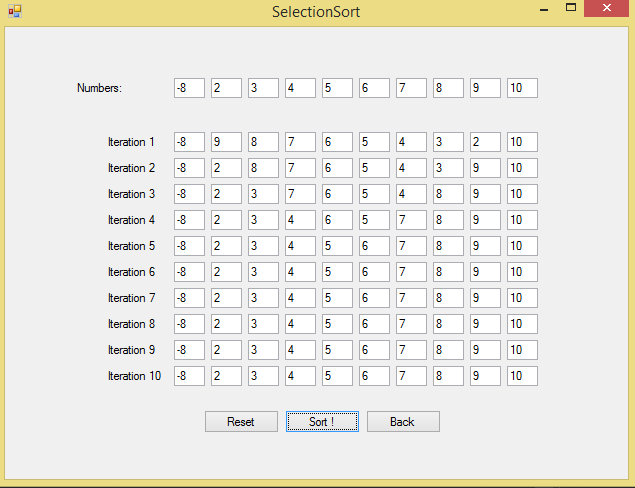 SelectionSort
Numbers: -8 2 3 4 5 6 7 8 9 10
Iteration 1 -8 9 8 7 6 5 4 3 2 10
Iteration 2 -8 2 8 7 6 5 4 3 9 10
Iteration 3 -8 2 3 7 6 5 4 8 9 10
Iteration 4 -8 2 3 4 6 5 7 8 9 10
Iteration 5 -8 2 3 4 5 6 7 8 9 10
Iteration 6 -8 2 3 4 5 6 7 8 9 10
Iteration 7 -8 2 3 4 5 6 7 8 9 10
Iteration 8 -8 2 3 4 5 6 7 8 9 10
Iteration 9 -8 2 3 4 5 6 7 8 9 10
Iteration 10 -8 2 3 4 5 6 7 8 9 10
Reset Sort ! Back